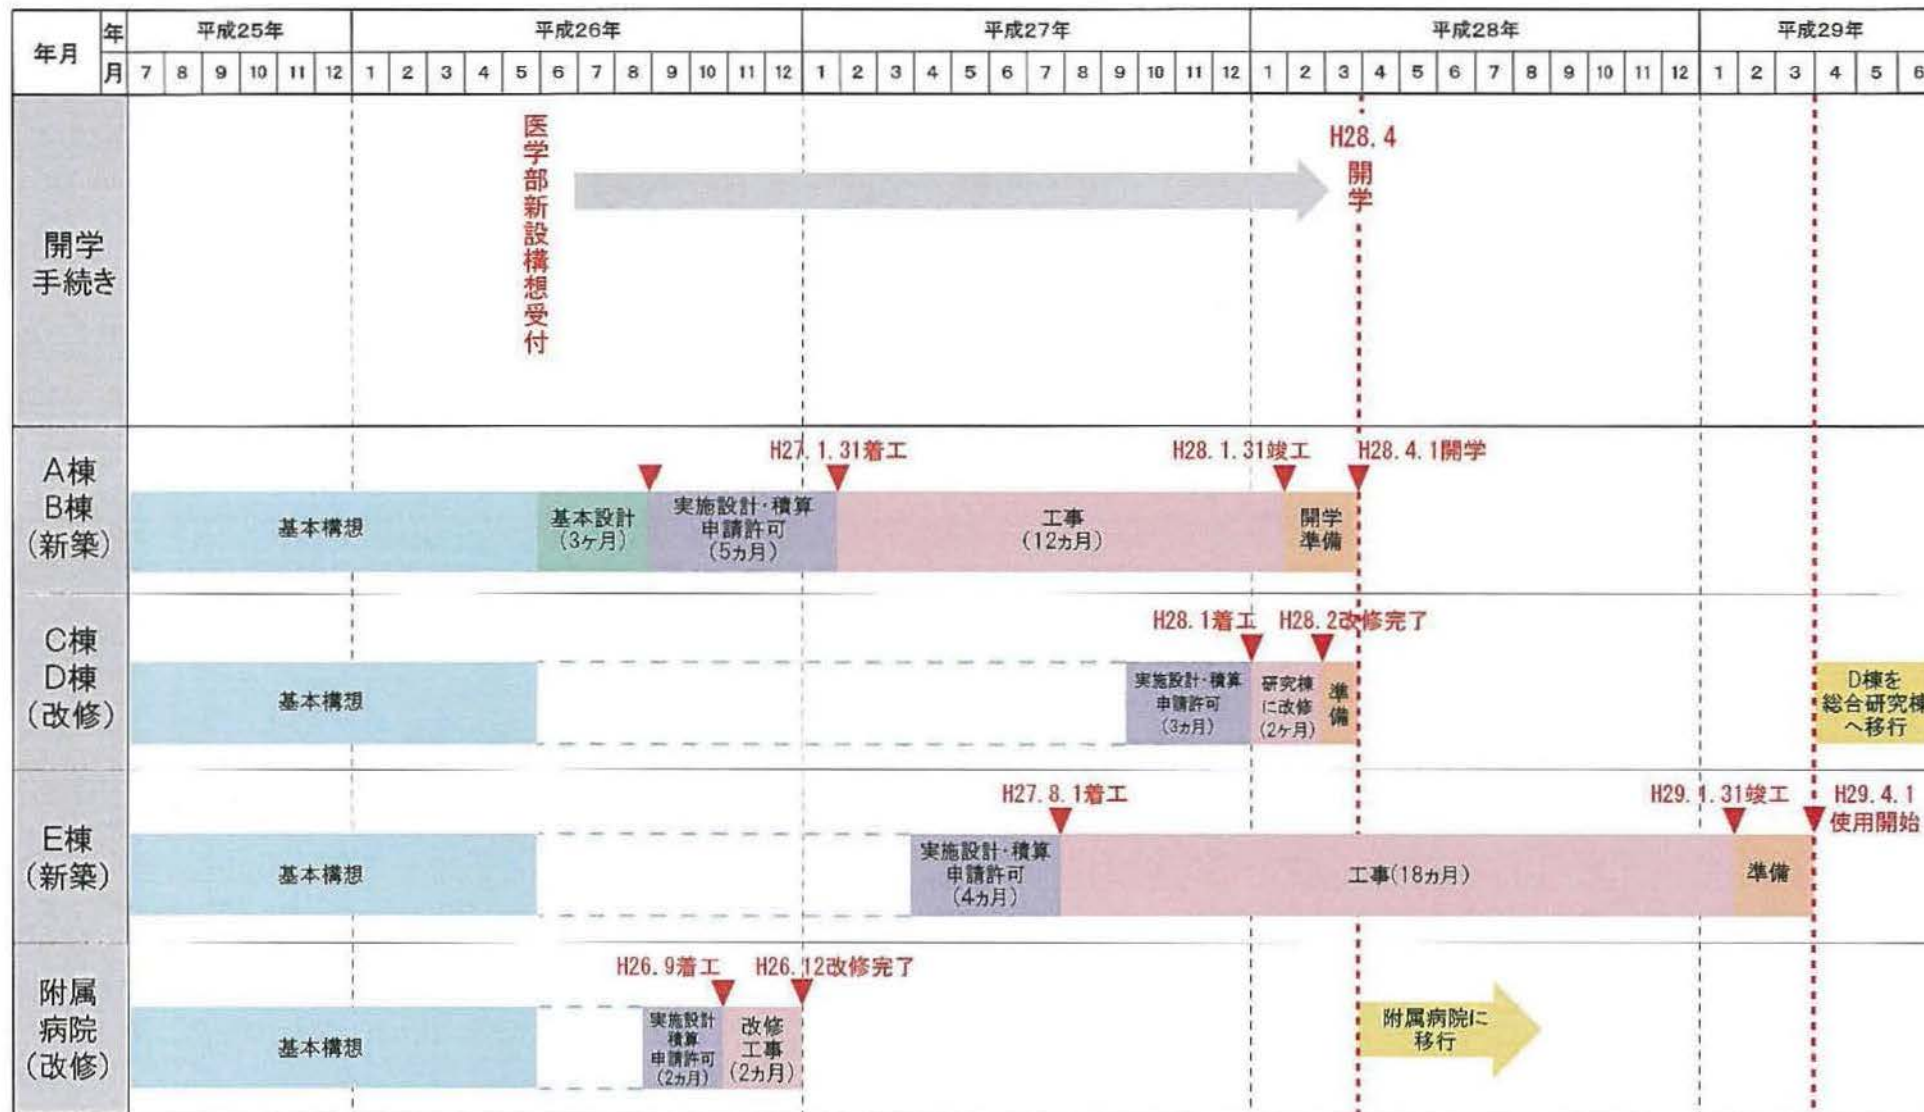 年月
年
平成25年
平成26年
平成27年
平成28年
平成29年
月
7 8 9 10 11 12 1 2 3 4 5 6 7 8 9 10 11 12 1 2 3 4 5 6 7 8 9 10 11 12 1 2 3 4 5 6 7 8 9 10 11 12 1 2 3 4 5 6
開学
手続き
医学部新設構想受付
H28.4
開学
A棟
B棟
(新築)
H27.1.31着工
H28.1.31竣工
H28.4.1開学
基本構想
基本設計
(3ケ月)
実施設計・積算
申請許可
(5カ月)
工事
(12カ月)
開学
準備
C棟
D棟
(改修)
H28.1着工
H28.2改修完了
基本構想
実施設計・積算
申請許可
(3カ月)
研究棟
に改修
(2ケ月)
準備
D棟を
総合研究棟
へ移行
E棟
(新築)
H27.8.1着工
H29.1.31竣工
H29.4.1
使用開始
基本構想
実施設計・積算
申請許可
(4カ月)
工事(18カ月)
準備
附属
病院
(改修)
H26.9着工
H26.12改修完了
基本構想
実施設計
積算
申請許可
(2カ月)
改修
工事
(2カ月)
附属病院に
移行